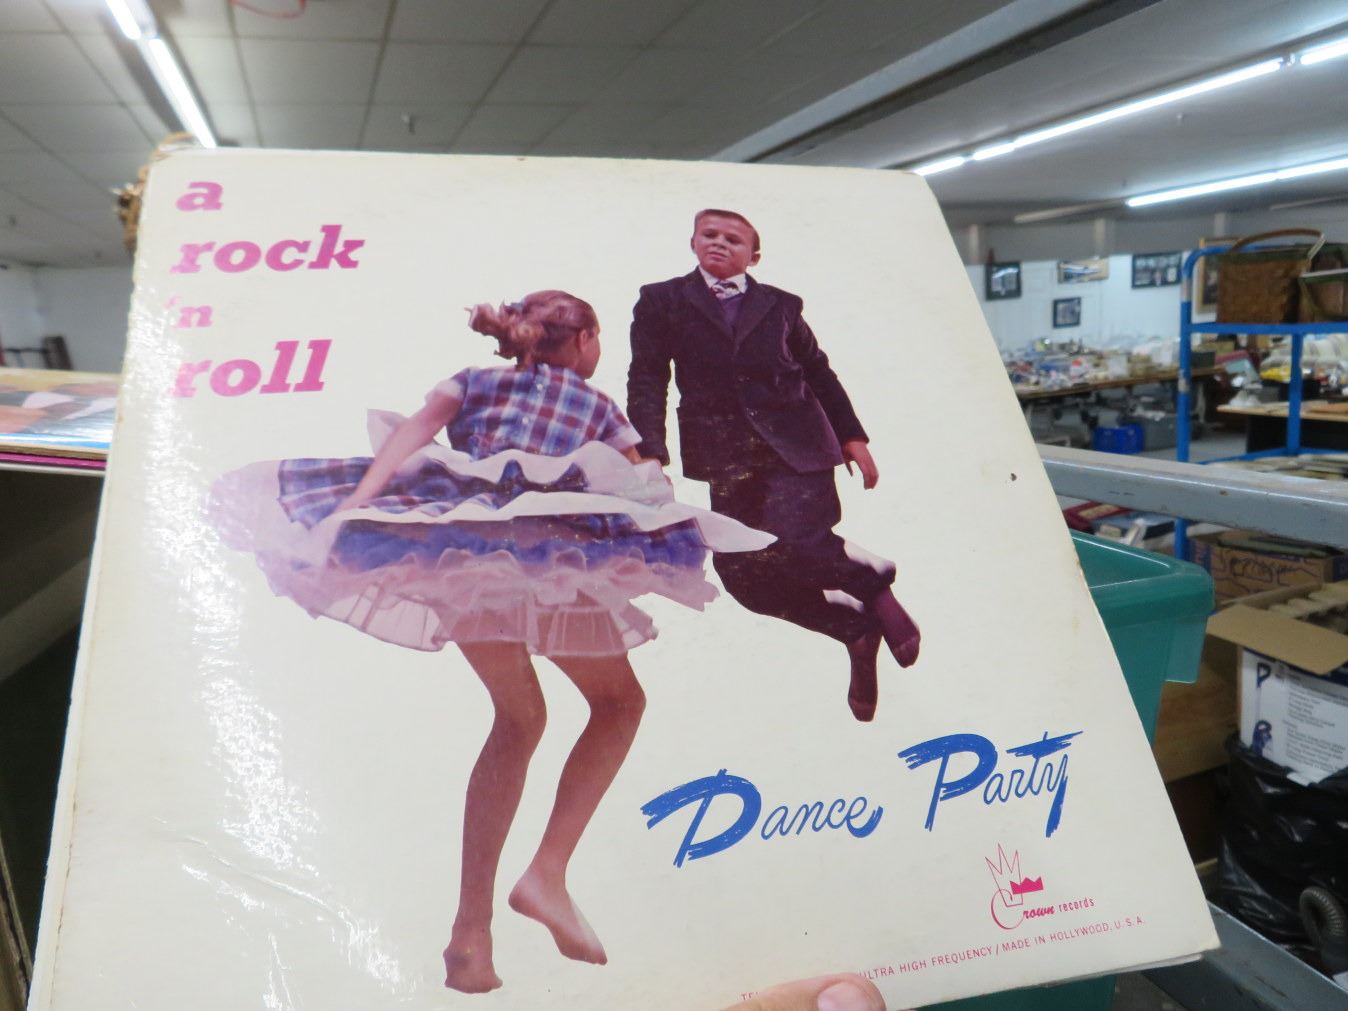 a
rock
'n
roll
Dance Party
Crown records
ULTRA HIGH FREQUENCY / MADE IN HOLLYWOOD, U. S. A.